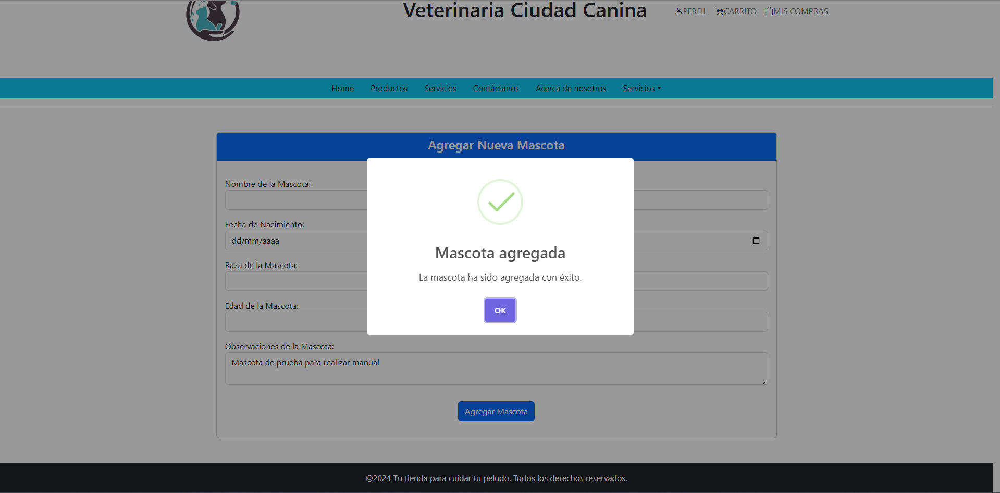 Veterinaria Ciudad Canina
PERFIL CARRITO MIS COMPRAS
Home Productos Servicios Contáctanos Acerca de nosotros Servicios
Agregar Nueva Mascota
Nombre de la Mascota:
Fecha de Nacimiento:
dd/mm/aaaa
Raza de la Mascota:
Edad de la Mascota:
Observaciones de la Mascota:
Mascota de prueba para realizar manual
Agregar Mascota
Mascota agregada
La mascota ha sido agregada con éxito.
OK
©2024 Tu tienda para cuidar tu peludo. Todos los derechos reservados.